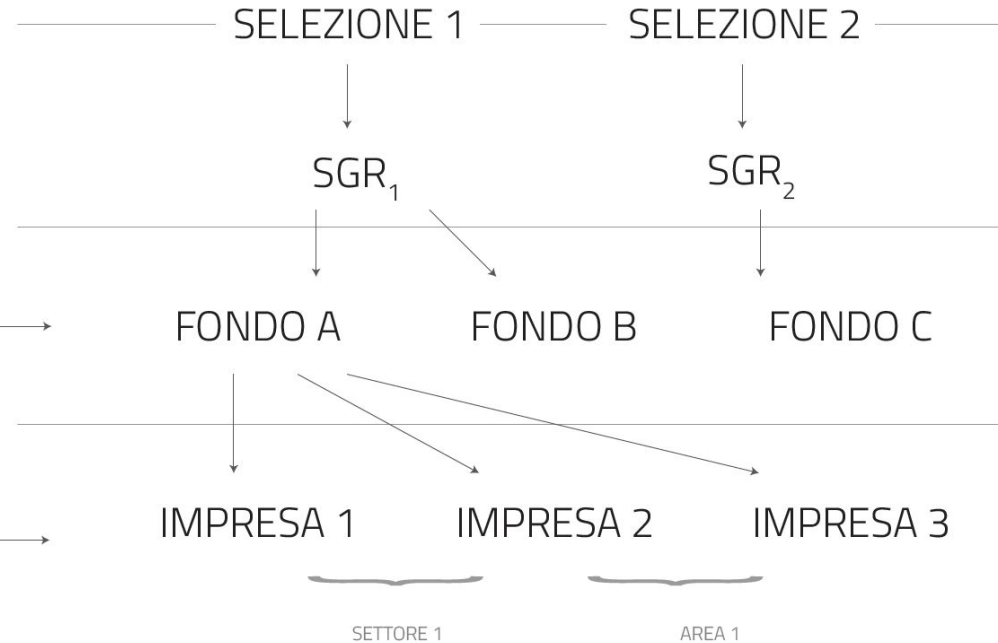 SELEZIONE 1 SELEZIONE 2
SGR1 SGR2
FONDO A FONDO B FONDO C
IMPRESA 1 IMPRESA 2 IMPRESA 3
SETTORE 1 AREA 1